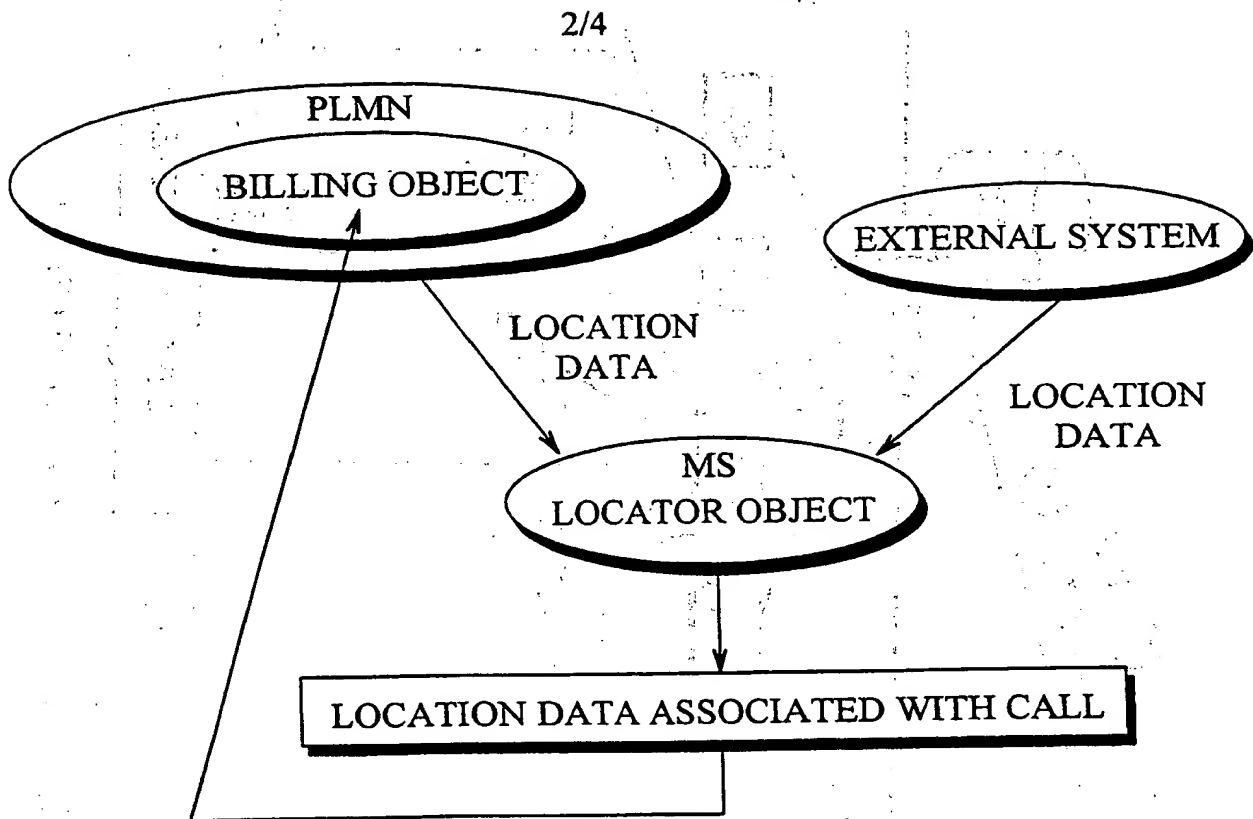 2/4
PLMN
BILLING OBJECT
EXTERNAL SYSTEM
LOCATION
DATA
LOCATION
DATA
MS
LOCATOR OBJECT
LOCATION DATA ASSOCIATED WITH CALL